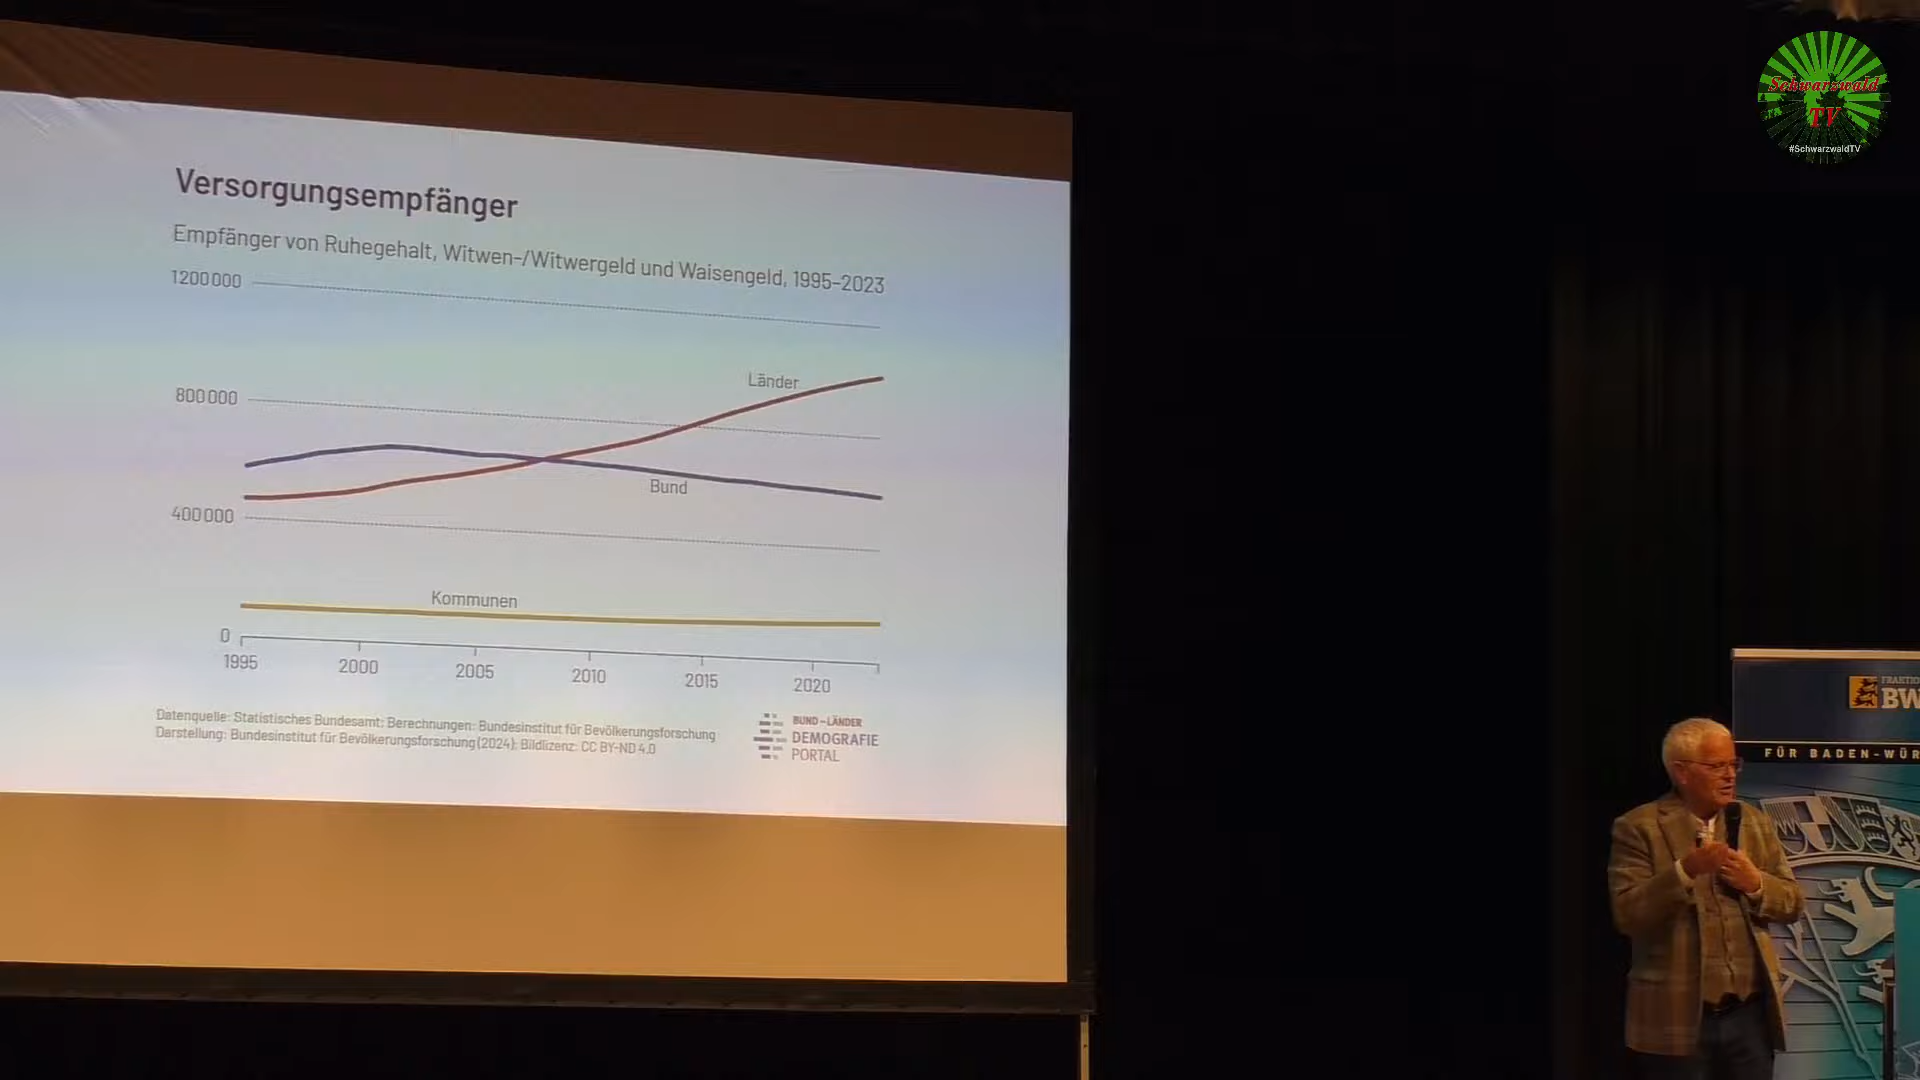 Schwarzwald
TV
#SchwarzwaldTV
Versorgungsempfänger
Empfänger von Ruhegehalt, Witwen-/Witwergeld und Waisengeld, 1995–2023
1200000
Länder
800000
Bund
400000
Kommunen
0
1995
2000
2005
2010
2015
2020
Datenquelle: Statistisches Bundesamt; Berechnungen: Bundesinstitut für Bevölkerungsforschung
Darstellung: Bundesinstitut für Bevölkerungsforschung (2024); Bildlizenz: CC BY-ND 4.0
BUND–LÄNDER
DEMOGRAFIE
PORTAL
FRAKTIO
BW
FÜR BADEN-WÜR